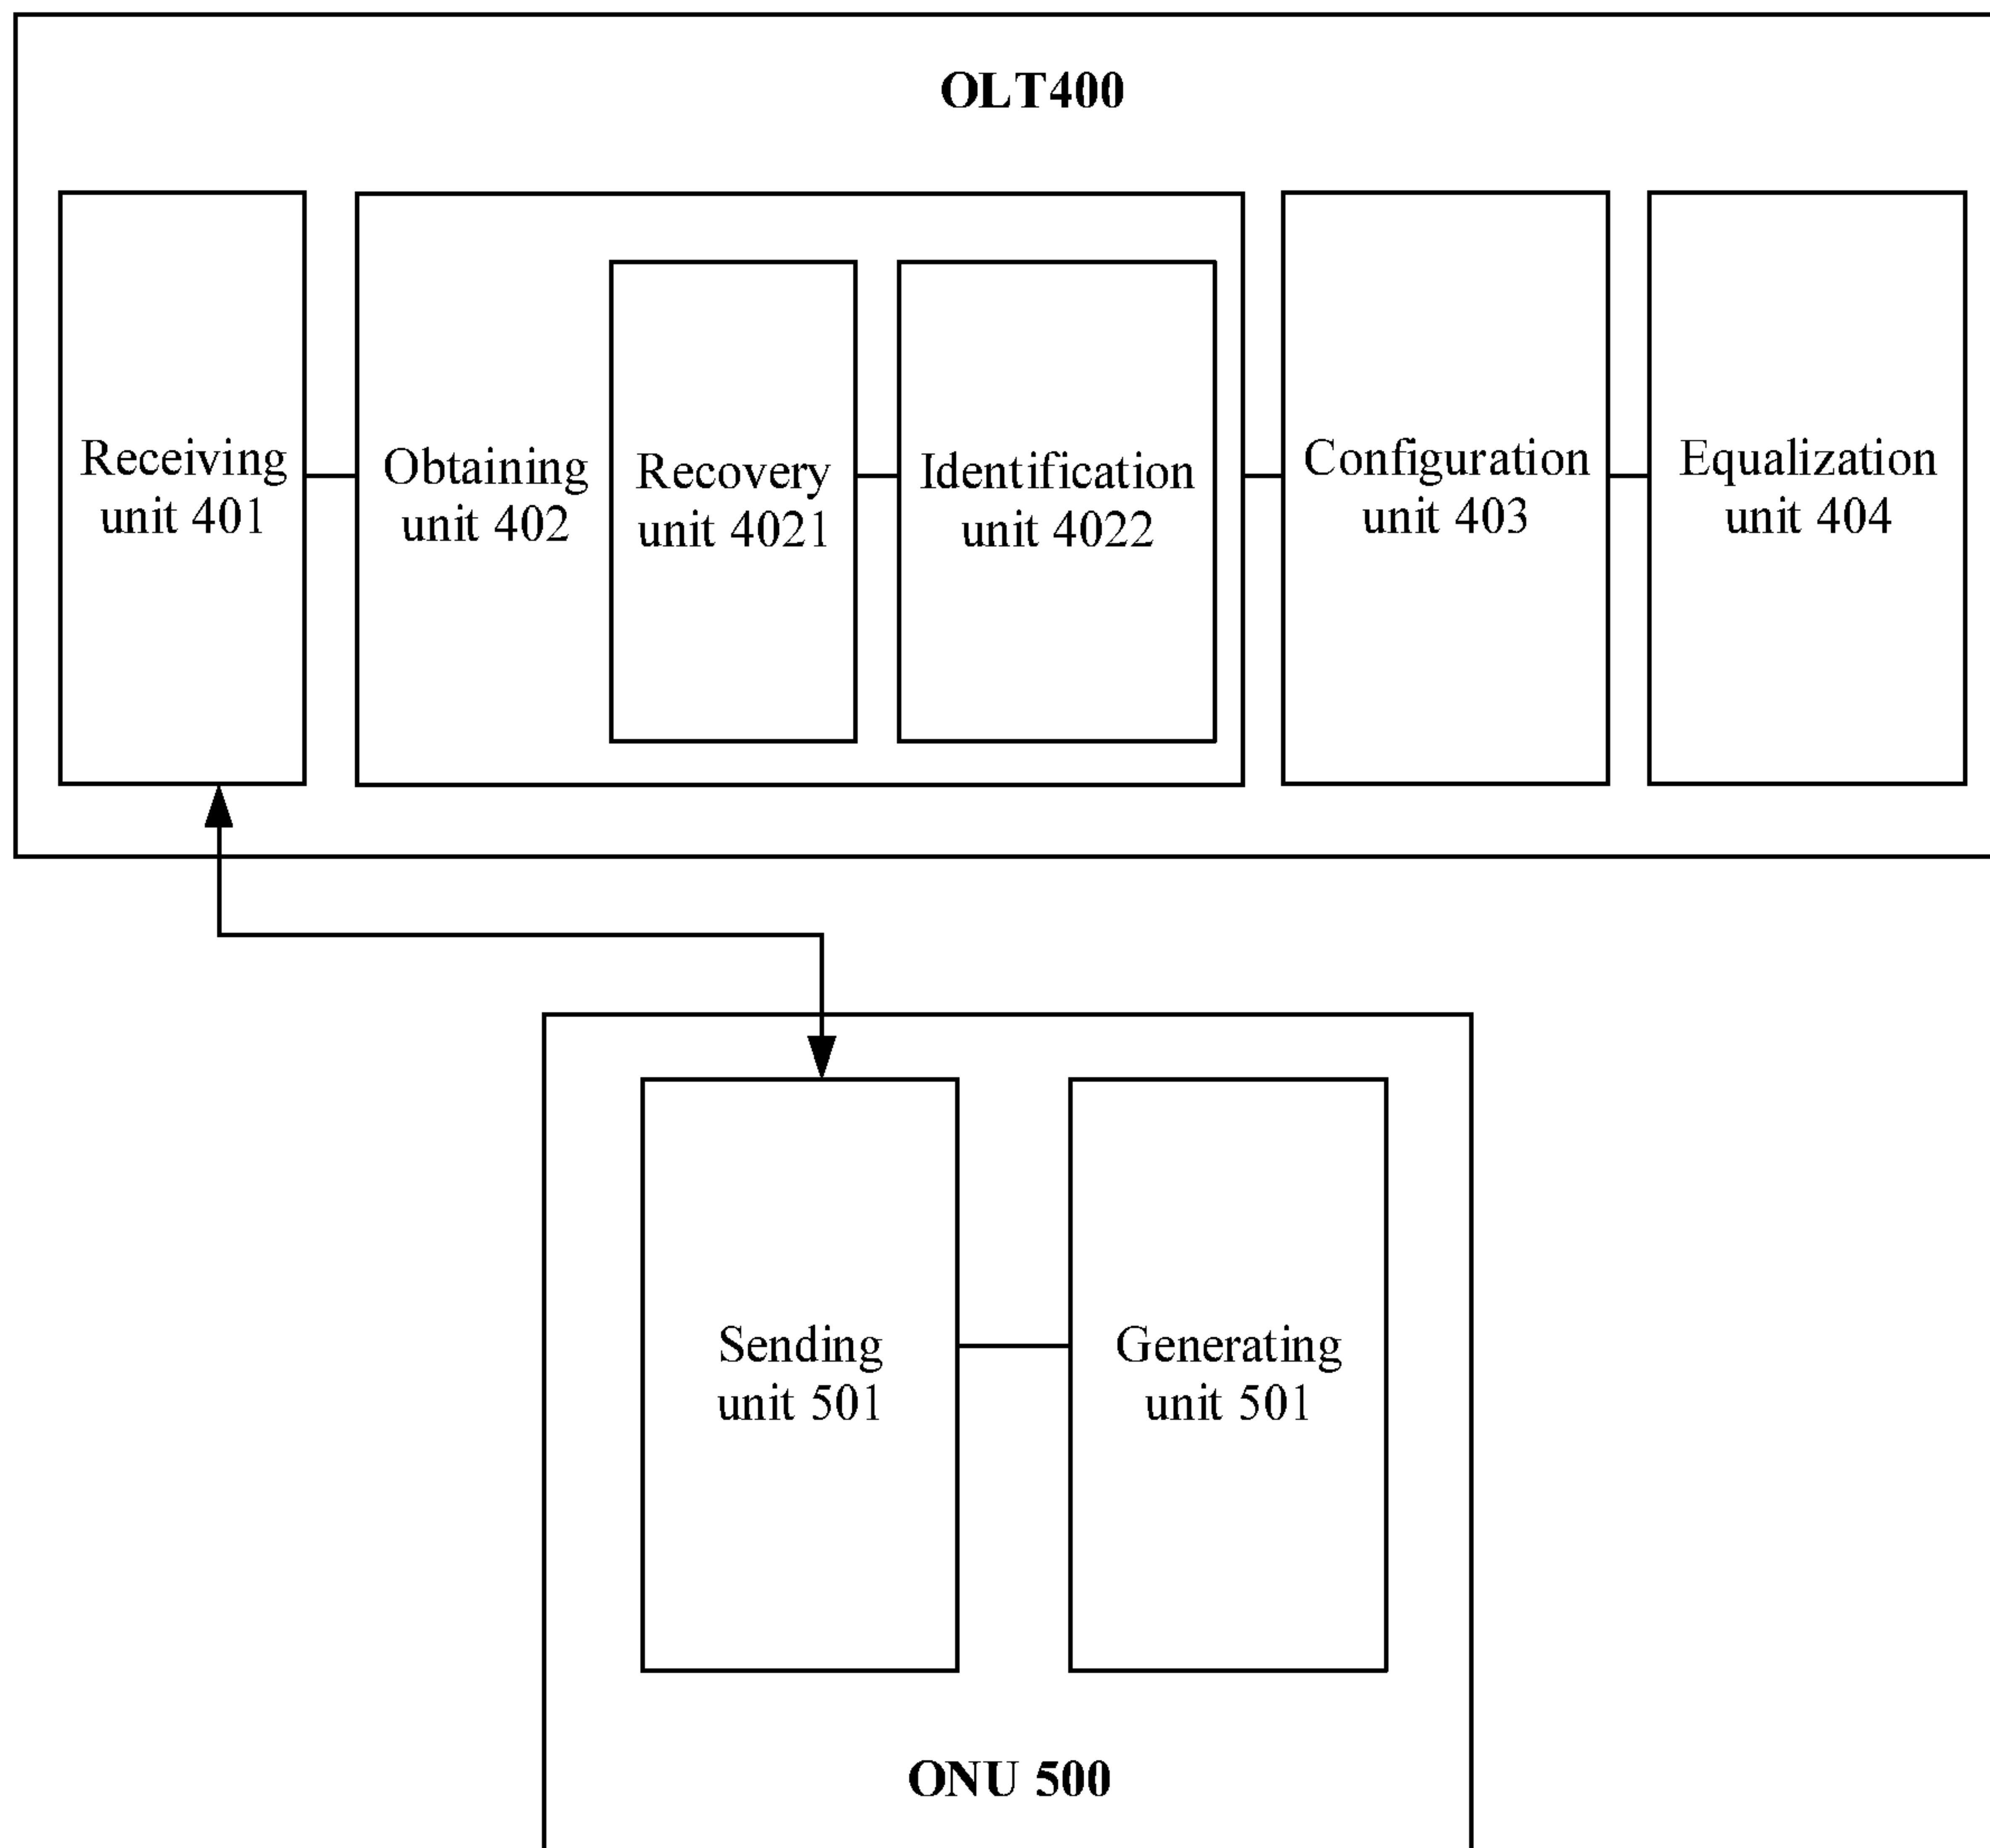 OLT400
Receiving
unit 401
Obtaining
unit 402
Recovery
unit 4021
Identification
unit 4022
Configuration
unit 403
Equalization
unit 404
Sending
unit 501
Generating
unit 501
ONU 500